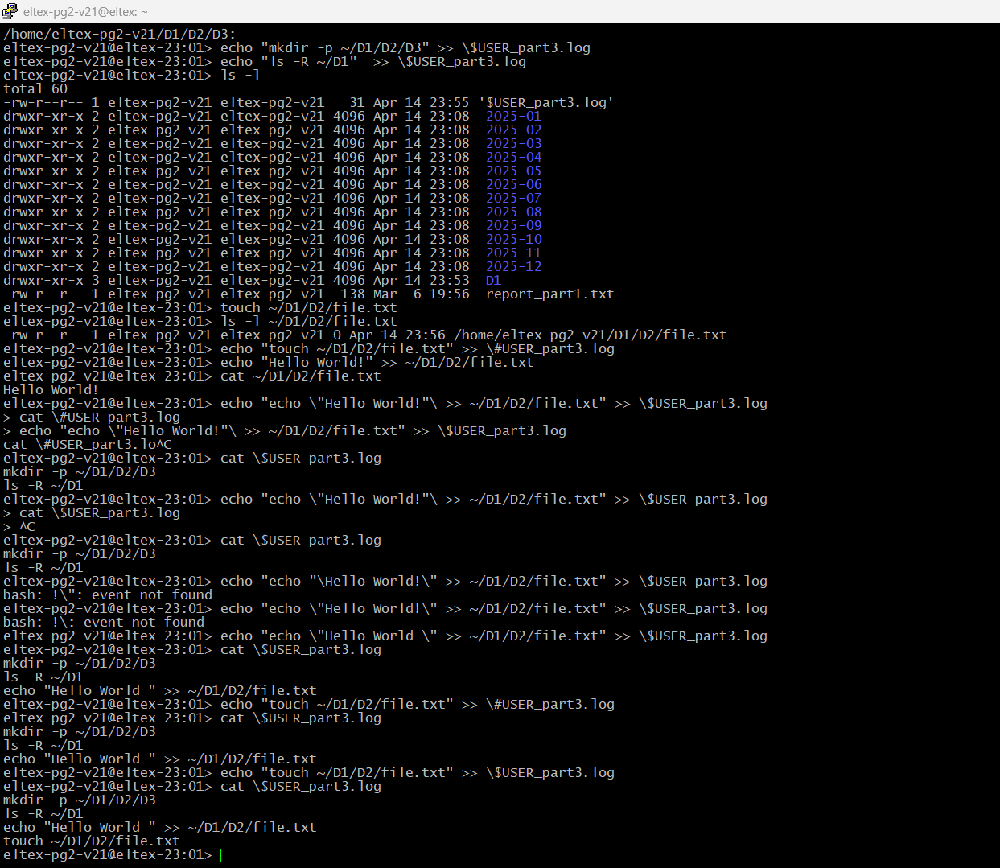 eltex-pg2-v21@eltex: ~
/home/eltex-pg2-v21/D1/D2/D3:
eltex-pg2-v21@eltex-23:01> echo "mkdir -p ~/D1/D2/D3" >> \$USER_part3.log
eltex-pg2-v21@eltex-23:01> echo "ls -R ~/D1"  >> \$USER_part3.log
eltex-pg2-v21@eltex-23:01> ls -l
total 60
-rw-r--r-- 1 eltex-pg2-v21 eltex-pg2-v21   31 Apr 14 23:55 '$USER_part3.log'
drwxr-xr-x 2 eltex-pg2-v21 eltex-pg2-v21 4096 Apr 14 23:08  2025-01
drwxr-xr-x 2 eltex-pg2-v21 eltex-pg2-v21 4096 Apr 14 23:08  2025-02
drwxr-xr-x 2 eltex-pg2-v21 eltex-pg2-v21 4096 Apr 14 23:08  2025-03
drwxr-xr-x 2 eltex-pg2-v21 eltex-pg2-v21 4096 Apr 14 23:08  2025-04
drwxr-xr-x 2 eltex-pg2-v21 eltex-pg2-v21 4096 Apr 14 23:08  2025-05
drwxr-xr-x 2 eltex-pg2-v21 eltex-pg2-v21 4096 Apr 14 23:08  2025-06
drwxr-xr-x 2 eltex-pg2-v21 eltex-pg2-v21 4096 Apr 14 23:08  2025-07
drwxr-xr-x 2 eltex-pg2-v21 eltex-pg2-v21 4096 Apr 14 23:08  2025-08
drwxr-xr-x 2 eltex-pg2-v21 eltex-pg2-v21 4096 Apr 14 23:08  2025-09
drwxr-xr-x 2 eltex-pg2-v21 eltex-pg2-v21 4096 Apr 14 23:08  2025-10
drwxr-xr-x 2 eltex-pg2-v21 eltex-pg2-v21 4096 Apr 14 23:08  2025-11
drwxr-xr-x 2 eltex-pg2-v21 eltex-pg2-v21 4096 Apr 14 23:08  2025-12
drwxr-xr-x 3 eltex-pg2-v21 eltex-pg2-v21 4096 Apr 14 23:53  D1
-rw-r--r-- 1 eltex-pg2-v21 eltex-pg2-v21  138 Mar  6 19:56  report_part1.txt
eltex-pg2-v21@eltex-23:01> touch ~/D1/D2/file.txt
eltex-pg2-v21@eltex-23:01> ls -l ~/D1/D2/file.txt
-rw-r--r-- 1 eltex-pg2-v21 eltex-pg2-v21 0 Apr 14 23:56 /home/eltex-pg2-v21/D1/D2/file.txt
eltex-pg2-v21@eltex-23:01> echo "touch ~/D1/D2/file.txt" >> \#USER_part3.log
eltex-pg2-v21@eltex-23:01> echo "Hello World!" >> ~/D1/D2/file.txt
eltex-pg2-v21@eltex-23:01> cat ~/D1/D2/file.txt
Hello World!
eltex-pg2-v21@eltex-23:01> echo "echo \"Hello World!"\ >> ~/D1/D2/file.txt" >> \$USER_part3.log
> cat \#USER_part3.log
> echo "echo \"Hello World!"\ >> ~/D1/D2/file.txt" >> \$USER_part3.log
cat \#USER_part3.lo^C
eltex-pg2-v21@eltex-23:01> cat \$USER_part3.log
mkdir -p ~/D1/D2/D3
ls -R ~/D1
eltex-pg2-v21@eltex-23:01> echo "echo \"Hello World!"\ >> ~/D1/D2/file.txt" >> \$USER_part3.log
> cat \$USER_part3.log
> ^C
eltex-pg2-v21@eltex-23:01> cat \$USER_part3.log
mkdir -p ~/D1/D2/D3
ls -R ~/D1
eltex-pg2-v21@eltex-23:01> echo "echo "\Hello World!\" >> ~/D1/D2/file.txt" >> \$USER_part3.log
bash: !\": event not found
eltex-pg2-v21@eltex-23:01> echo "echo \"Hello World!\" >> ~/D1/D2/file.txt" >> \$USER_part3.log
bash: !\: event not found
eltex-pg2-v21@eltex-23:01> echo "echo \"Hello World \" >> ~/D1/D2/file.txt" >> \$USER_part3.log
eltex-pg2-v21@eltex-23:01> cat \$USER_part3.log
mkdir -p ~/D1/D2/D3
ls -R ~/D1
echo "Hello World " >> ~/D1/D2/file.txt
eltex-pg2-v21@eltex-23:01> echo "touch ~/D1/D2/file.txt" >> \#USER_part3.log
eltex-pg2-v21@eltex-23:01> cat \$USER_part3.log
mkdir -p ~/D1/D2/D3
ls -R ~/D1
echo "Hello World " >> ~/D1/D2/file.txt
eltex-pg2-v21@eltex-23:01> echo "touch ~/D1/D2/file.txt" >> \$USER_part3.log
eltex-pg2-v21@eltex-23:01> cat \$USER_part3.log
mkdir -p ~/D1/D2/D3
ls -R ~/D1
echo "Hello World " >> ~/D1/D2/file.txt
touch ~/D1/D2/file.txt
eltex-pg2-v21@eltex-23:01>